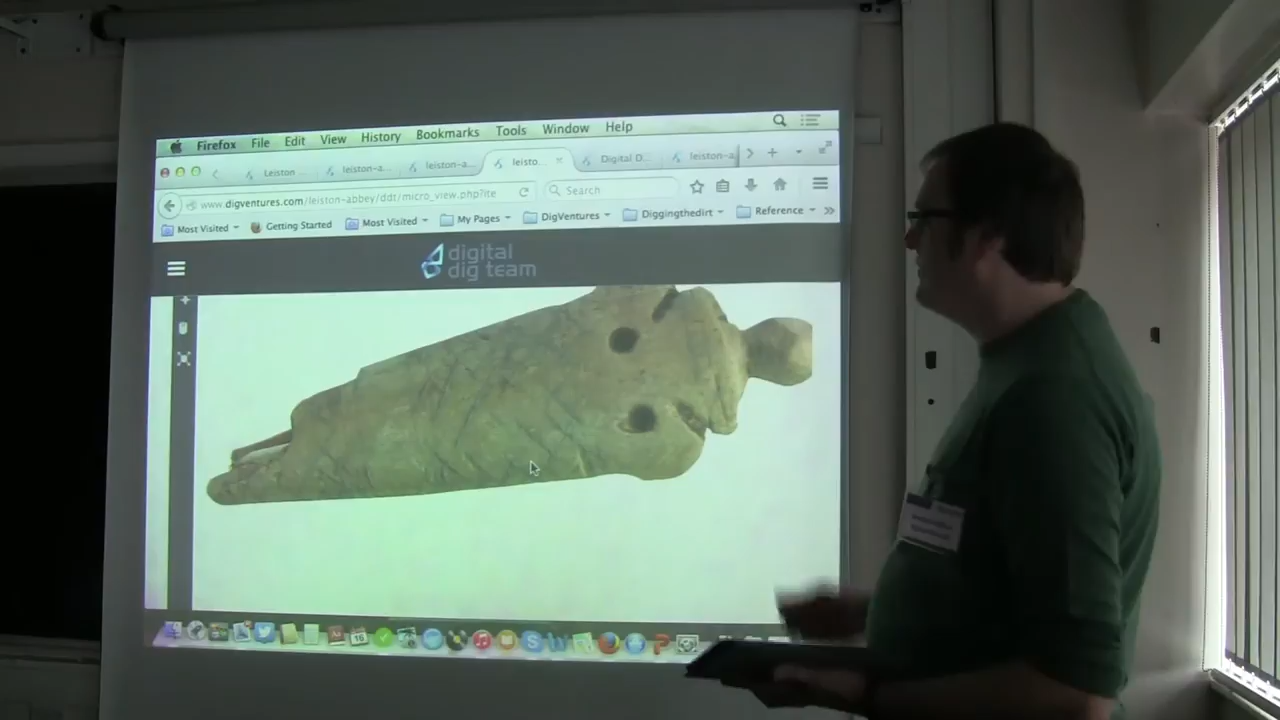 Firefox File Edit View History Bookmarks Tools Window Help
Leiston leiston-a... leiston-a... leisto... Digital D... leiston-a
www.digventures.com/leiston-abbey/ddt/micro_view.php?ite Search
Most Visited Getting Started Most Visited My Pages DigVentures Diggingthedirt Reference
digital
dig team
16